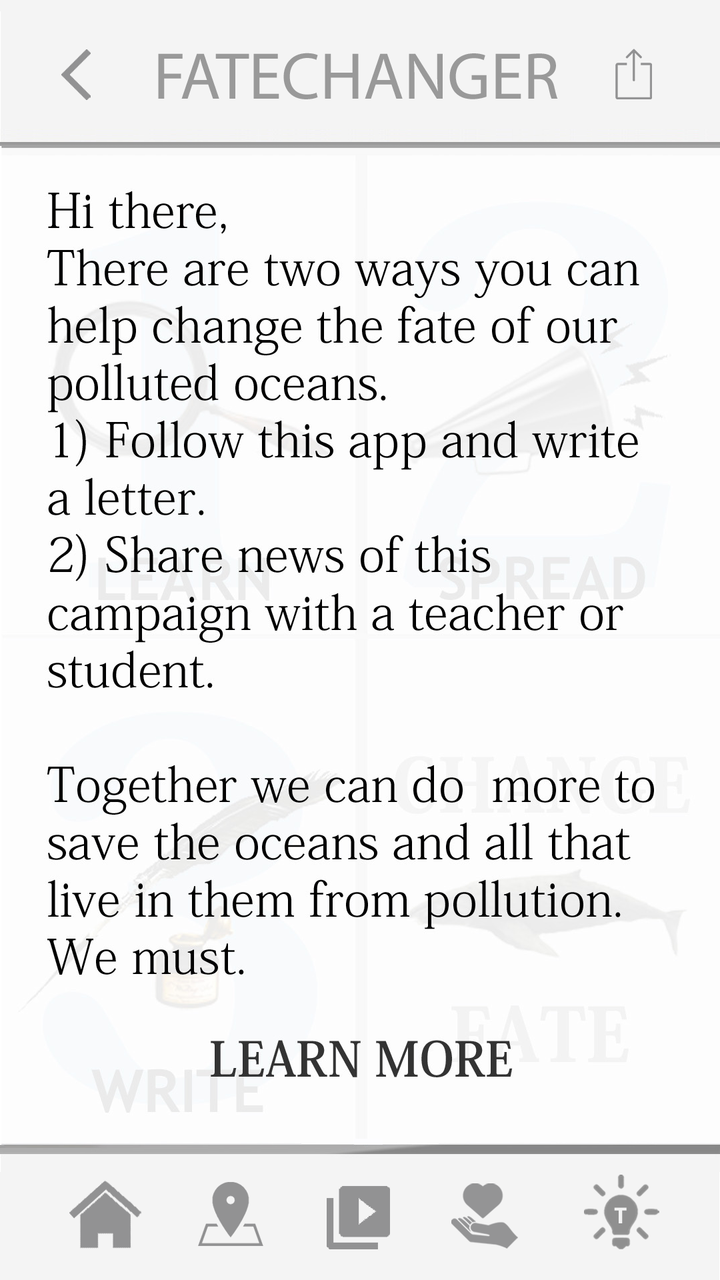 FATECHANGER
Hi there,
There are two ways you can
help change the fate of our
polluted oceans.
1) Follow this app and write
a letter.
2) Share news of this
campaign with a teacher or
student.
LEARN
SPREAD
Together we can do  more to
save the oceans and all that
live in them from pollution.
We must.
CHANGE
FATE
LEARN MORE
WRITE
T